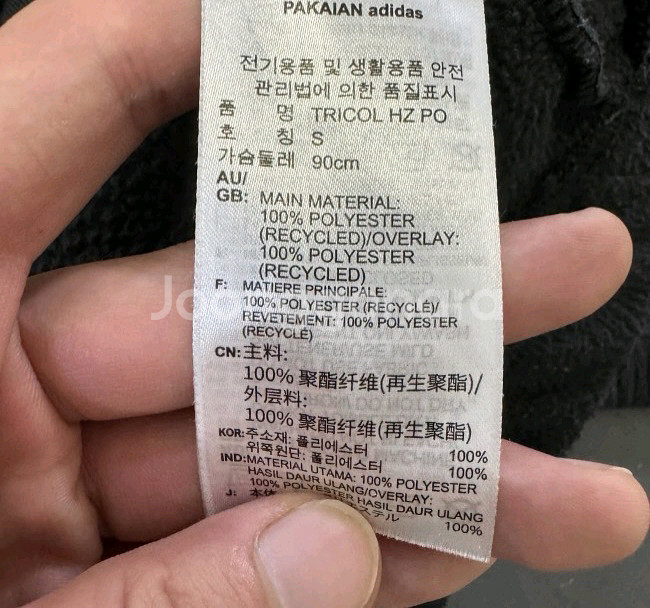 PAKAIAN adidas
전기용품 및 생활용품 안전
관리법에 의한 품질표시
품 명 TRICOL HZ PO
호 칭 S
가슴둘레 90cm
AU/
GB: MAIN MATERIAL:
100% POLYESTER
(RECYCLED)/OVERLAY:
100% POLYESTER
(RECYCLED)
F: MATIERE PRINCIPALE:
100% POLYESTER (RECYCLÉ)/
REVETEMENT: 100% POLYESTER
(RECYCLÉ)
CN: 主料:
100% 聚酯纤维(再生聚酯)/
外层料:
100% 聚酯纤维(再生聚酯)
KOR: 주소재: 폴리에스터 100%
위쪽원단: 폴리에스터 100%
IND: MATERIAL UTAMA: 100% POLYESTER
HASIL DAUR ULANG/OVERLAY:
100% POLYESTER HASIL DAUR ULANG
J: 本体 100%